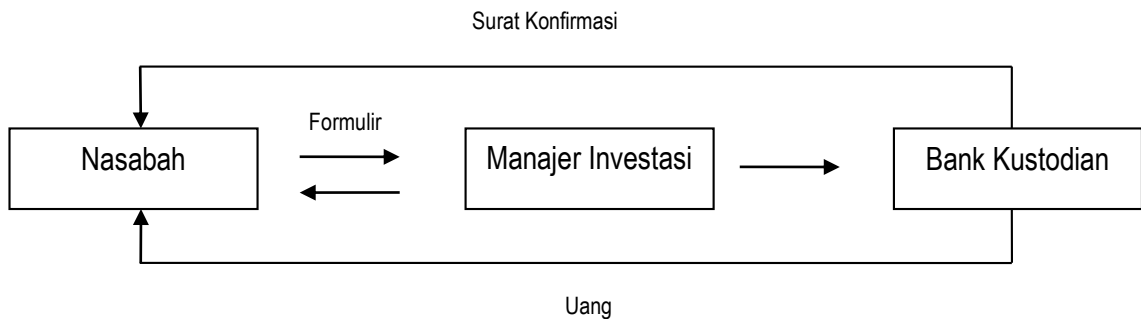 Surat Konfirmasi
Formulir
Nasabah
Manajer Investasi
Bank Kustodian
Uang